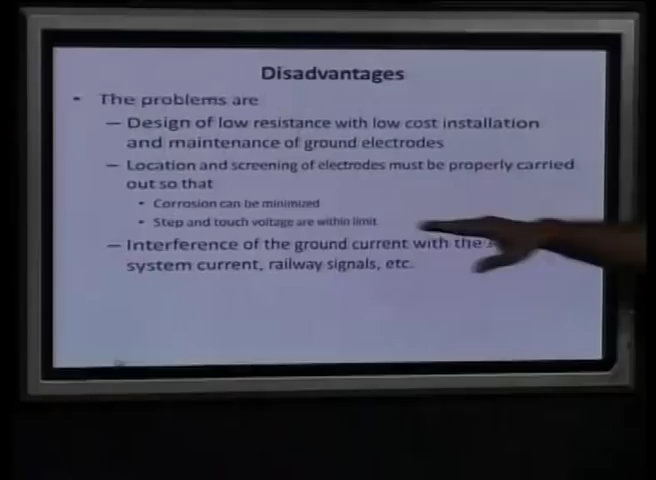 Disadvantages
• The problems are
– Design of low resistance with low cost installation
and maintenance of ground electrodes
– Location and screening of electrodes must be properly carried
out so that
• Corrosion can be minimized
• Step and touch voltage are within limit
– Interference of the ground current with the
system current, railway signals, etc.